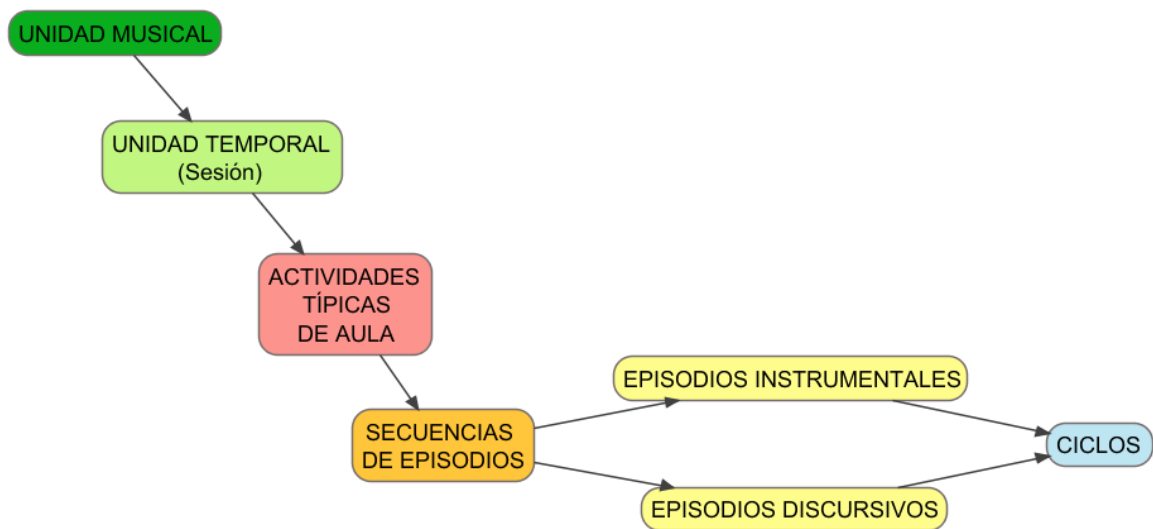 UNIDAD MUSICAL
UNIDAD TEMPORAL
(Sesión)
ACTIVIDADES
TÍPICAS
DE AULA
SECUENCIAS
DE EPISODIOS
EPISODIOS INSTRUMENTALES
EPISODIOS DISCURSIVOS
CICLOS